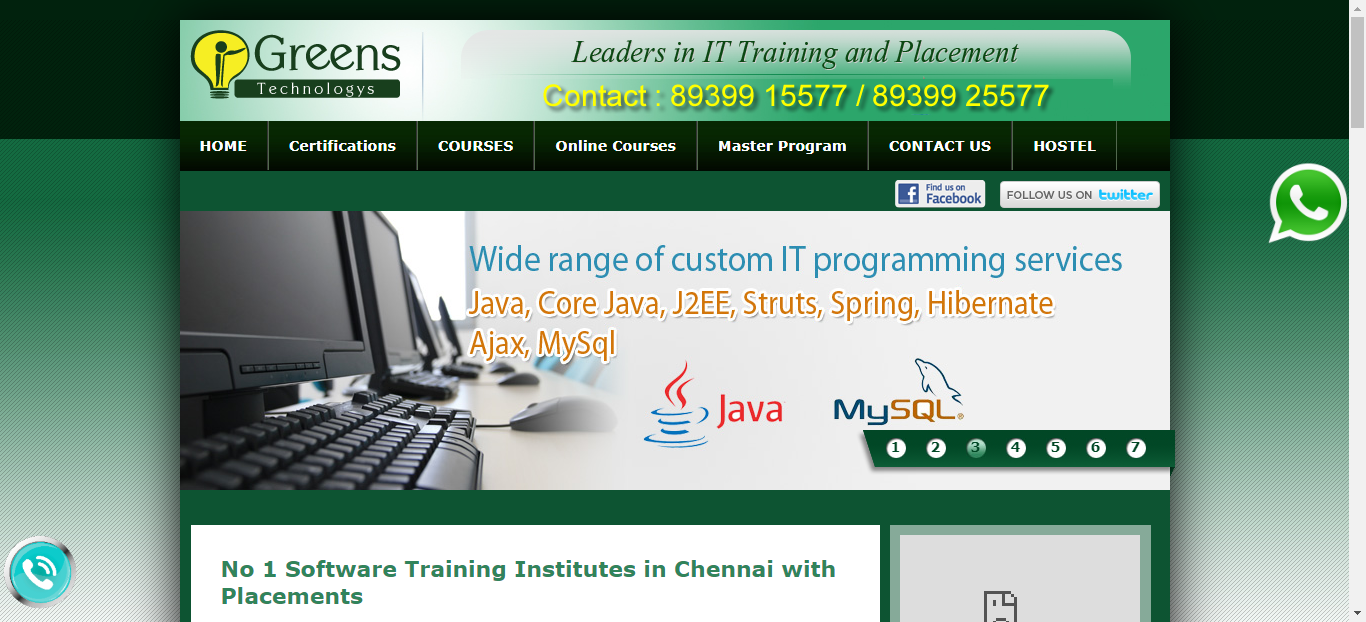 Greens
Technologys
Leaders in IT Training and Placement
Contact : 89399 15577 / 89399 25577
HOME Certifications COURSES Online Courses Master Program CONTACT US HOSTEL
Find us on
Facebook
FOLLOW US ON twitter
Wide range of custom IT programming services
Java, Core Java, J2EE, Struts, Spring, Hibernate
Ajax, MySql
Java
MySQL®
1 2 3 4 5 6 7
No 1 Software Training Institutes in Chennai with
Placements